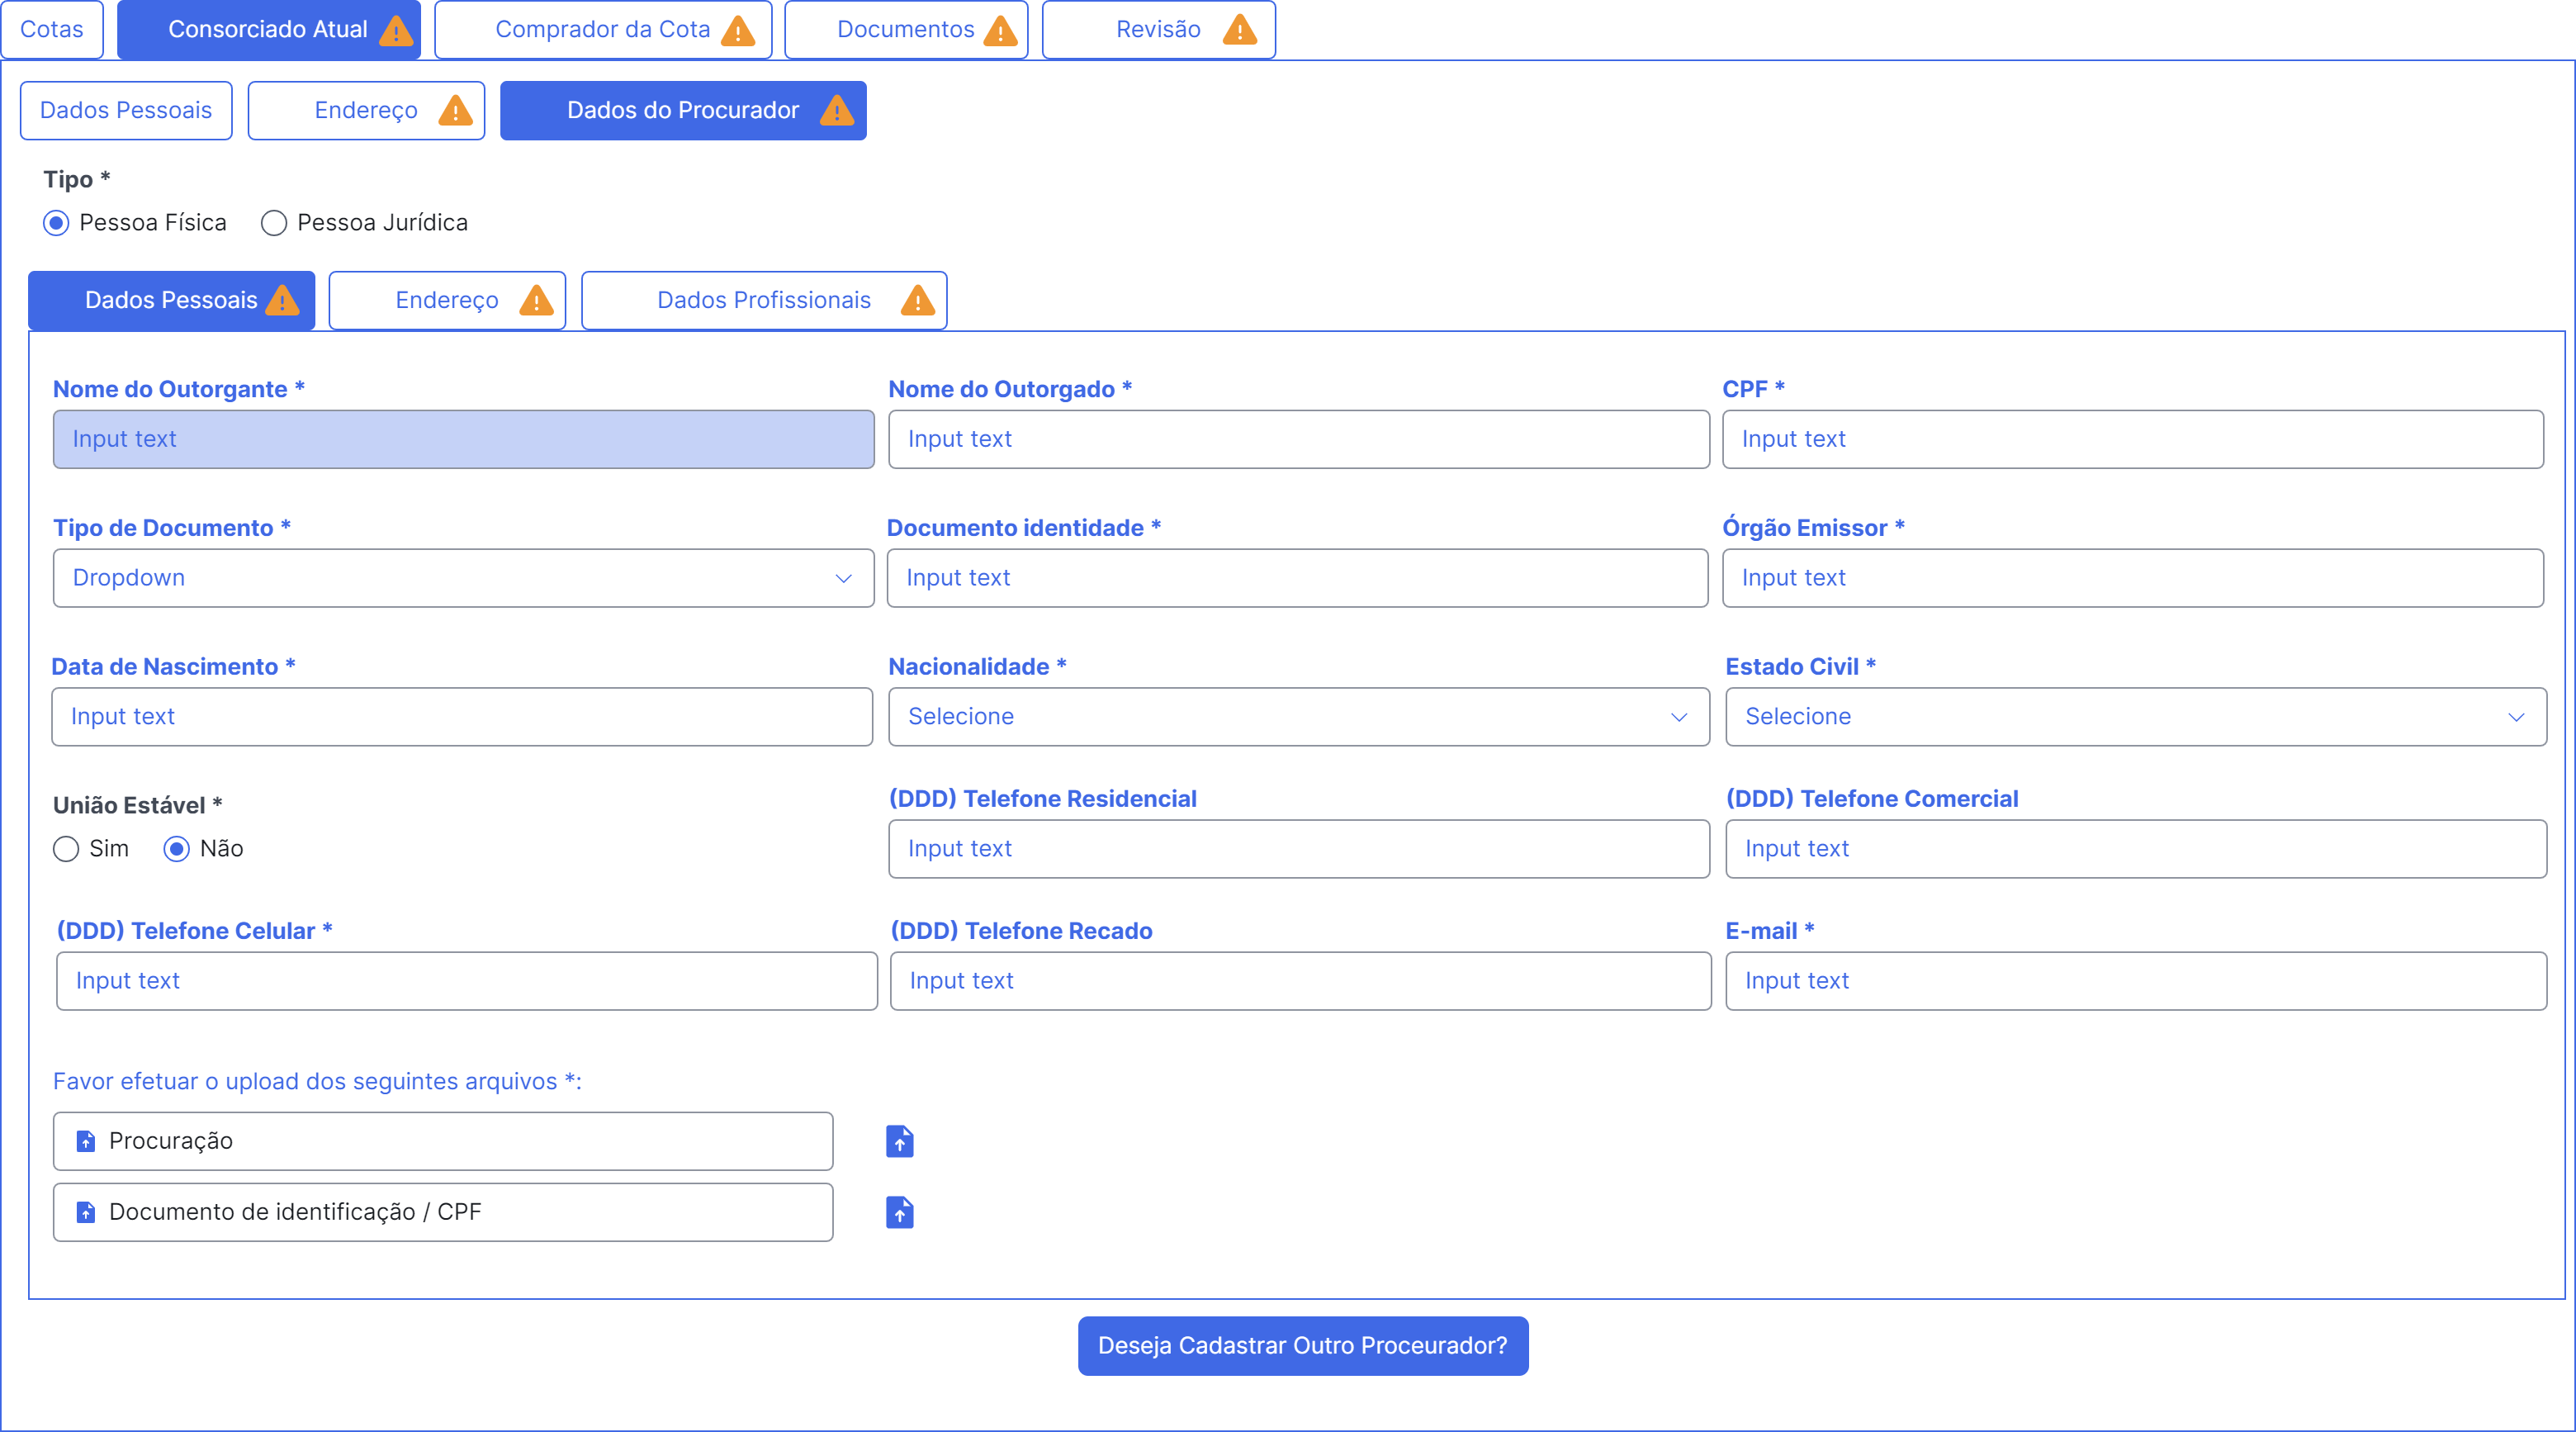 Cotas Consorciado Atual Comprador da Cota Documentos Revisão
Dados Pessoais Endereço Dados do Procurador
Tipo *
Pessoa Física Pessoa Jurídica
Dados Pessoais Endereço Dados Profissionais
Nome do Outorgante * Nome do Outorgado * CPF *
Input text Input text Input text
Tipo de Documento * Documento identidade * Órgão Emissor *
Dropdown Input text Input text
Data de Nascimento * Nacionalidade * Estado Civil *
Input text Selecione Selecione
União Estável * (DDD) Telefone Residencial (DDD) Telefone Comercial
Sim Não Input text Input text
(DDD) Telefone Celular * (DDD) Telefone Recado E-mail *
Input text Input text Input text
Favor efetuar o upload dos seguintes arquivos *:
Procuração
Documento de identificação / CPF
Deseja Cadastrar Outro Proceurador?